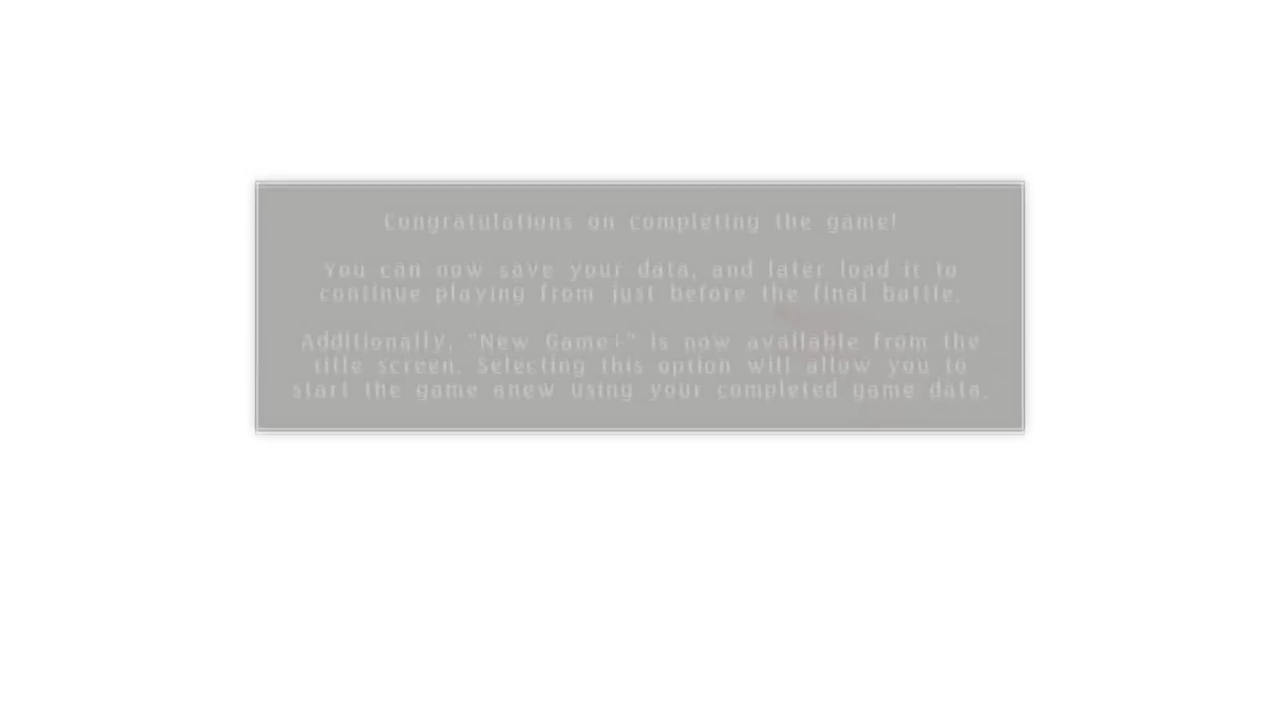 Congratulations on completing the game!
You can now save your data, and later load it to
continue playing from just before the final battle.
Additionally, "New Game+" is now available from the
title screen. Selecting this option will allow you to
start the game anew using your completed game data.